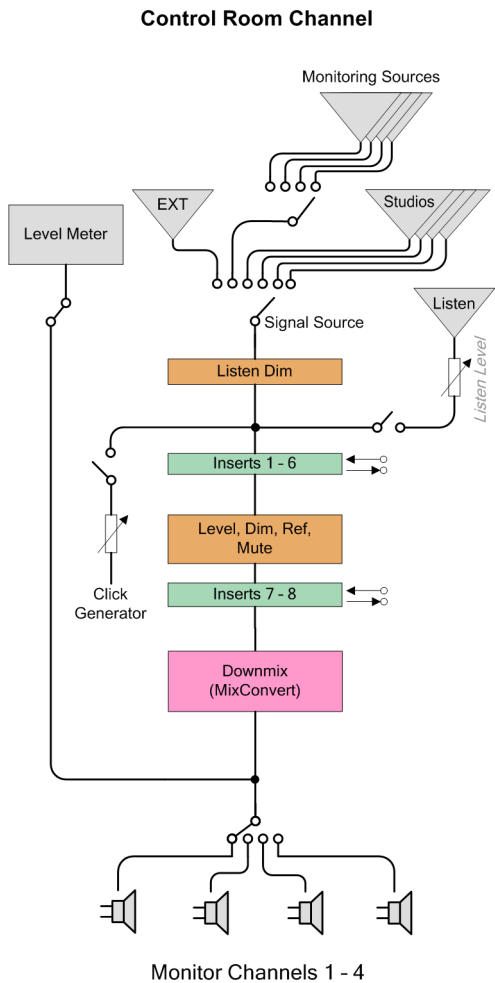 Control Room Channel
Monitoring Sources
EXT
Studios
Level Meter
Listen
Signal Source
Listen Level
Listen Dim
Inserts 1 - 6
Level, Dim, Ref,
Mute
Click
Generator
Inserts 7 - 8
Downmix
(MixConvert)
Monitor Channels 1 - 4